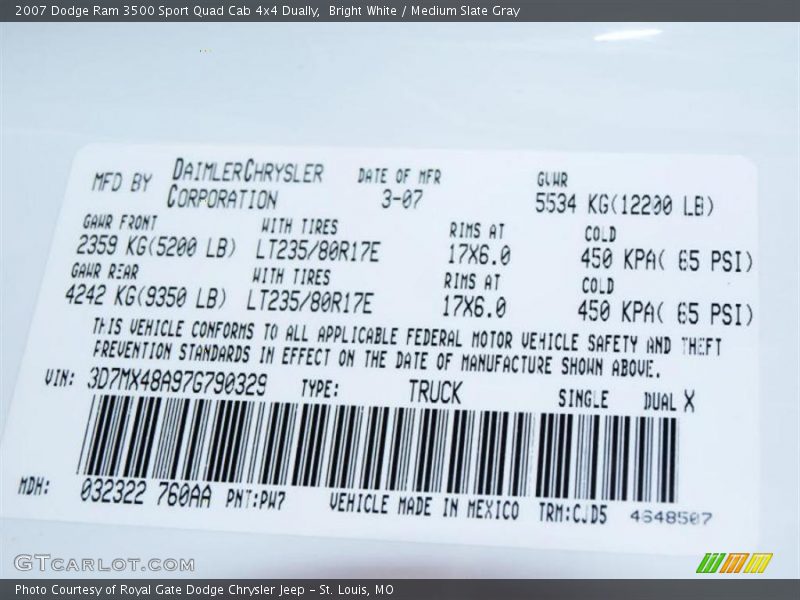 2007 Dodge Ram 3500 Sport Quad Cab 4x4 Dually,  Bright White / Medium Slate Gray
MFD BY DAIMLERCHRYSLER CORPORATION DATE OF MFR 3-07 GVWR 5534 KG(12200 LB)
GAWR FRONT WITH TIRES RIMS AT COLD
2359 KG(5200 LB) LT235/80R17E 17X6.0 450 KPA( 65 PSI)
GAWR REAR WITH TIRES RIMS AT COLD
4242 KG(9350 LB) LT235/80R17E 17X6.0 450 KPA( 65 PSI)
THIS VEHICLE CONFORMS TO ALL APPLICABLE FEDERAL MOTOR VEHICLE SAFETY AND THEFT
PREVENTION STANDARDS IN EFFECT ON THE DATE OF MANUFACTURE SHOWN ABOVE.
VIN: 3D7MX48A97G790329 TYPE: TRUCK SINGLE DUAL X
MDH: 032322 760AA PNT:PW7 VEHICLE MADE IN MEXICO TRM:CJD5 4648507
GTCARLOT.COM
Photo Courtesy of Royal Gate Dodge Chrysler Jeep - St. Louis, MO